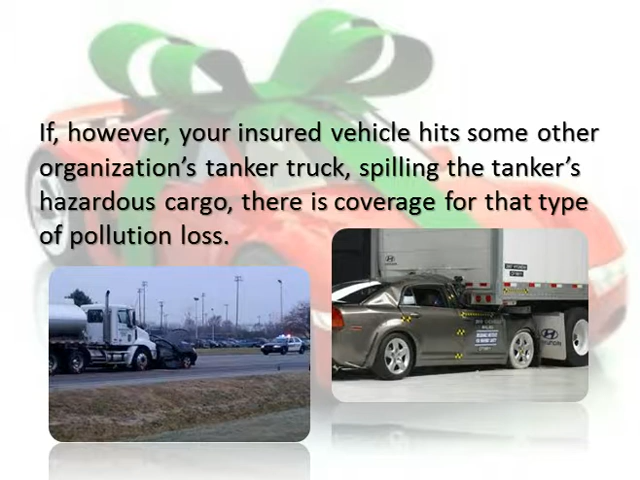 If, however, your insured vehicle hits some other
organization's tanker truck, spilling the tanker's
hazardous cargo, there is coverage for that type
of pollution loss.
HYUNDAI